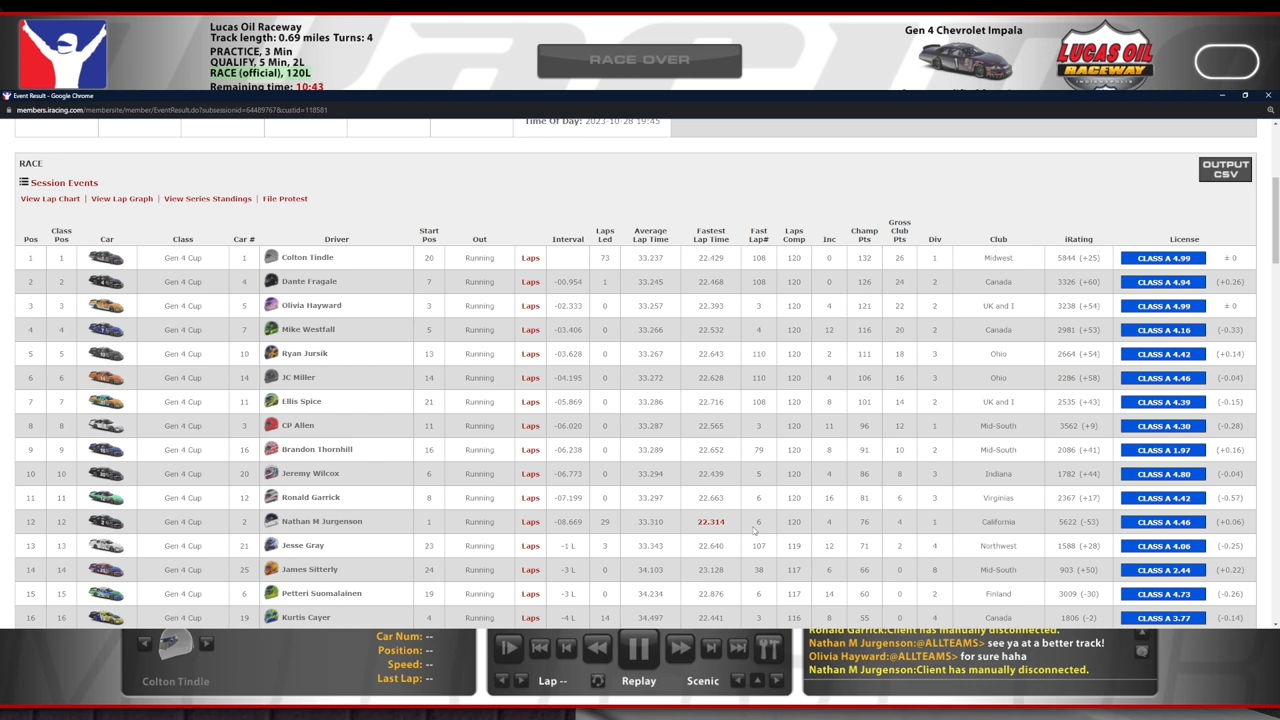 Lucas Oil Raceway
Track length: 0.69 miles Turns: 4
PRACTICE, 3 Min
QUALIFY, 5 Min, 2L
RACE (official), 120L
Remaining time: 10:43
RACE OVER
Gen 4 Chevrolet Impala
LUCAS OIL
RACEWAY
INDIANAPOLIS
Event Result - Google Chrome
members.iracing.com/membersite/member/EventResult.do?subsessionid=64489767&custid=118581
Time Of Day: 2023-10-28 19:45
RACE
OUTPUT CSV
Session Events
View Lap Chart | View Lap Graph | View Series Standings | File Protest
Pos Class Pos Car Class Car # Driver Start Pos Out Interval Laps Led Average Lap Time Fastest Lap Time Fast Lap# Laps Comp Inc Champ Pts Gross Club Pts Div Club iRating License
1 1 Gen 4 Cup 1 Colton Tindle 20 Running Laps 73 33.237 22.429 108 120 0 132 26 1 Midwest 5844 (+25) CLASS A 4.99 ± 0
2 2 Gen 4 Cup 4 Dante Fragale 7 Running Laps -00.954 1 33.245 22.468 108 120 0 126 24 2 Canada 3326 (+60) CLASS A 4.94 (+0.26)
3 3 Gen 4 Cup 5 Olivia Hayward 3 Running Laps -02.333 0 33.257 22.393 3 120 4 121 22 2 UK and I 3238 (+54) CLASS A 4.99 ± 0
4 4 Gen 4 Cup 7 Mike Westfall 5 Running Laps -03.406 0 33.266 22.532 4 120 12 116 20 2 Canada 2981 (+53) CLASS A 4.16 (-0.33)
5 5 Gen 4 Cup 10 Ryan Jursik 13 Running Laps -03.628 0 33.267 22.643 110 120 2 111 18 3 Ohio 2664 (+54) CLASS A 4.42 (+0.14)
6 6 Gen 4 Cup 14 JC Miller 14 Running Laps -04.195 0 33.272 22.628 110 120 4 106 16 3 Ohio 2286 (+58) CLASS A 4.46 (-0.04)
7 7 Gen 4 Cup 11 Ellis Spice 21 Running Laps -05.869 0 33.286 22.716 108 120 8 101 14 2 UK and I 2535 (+43) CLASS A 4.39 (-0.15)
8 8 Gen 4 Cup 3 CP Allen 11 Running Laps -06.020 0 33.287 22.565 3 120 11 96 12 1 Mid-South 3562 (+9) CLASS A 4.30 (-0.28)
9 9 Gen 4 Cup 16 Brandon Thornhill 16 Running Laps -06.238 0 33.289 22.652 79 120 8 91 10 2 Mid-South 2086 (+41) CLASS A 1.97 (+0.16)
10 10 Gen 4 Cup 20 Jeremy Wilcox 6 Running Laps -06.773 0 33.294 22.439 5 120 4 86 8 3 Indiana 1782 (+44) CLASS A 4.80 (-0.04)
11 11 Gen 4 Cup 12 Ronald Garrick 8 Running Laps -07.199 0 33.297 22.663 6 120 16 81 6 3 Virginias 2367 (+17) CLASS A 4.42 (-0.57)
12 12 Gen 4 Cup 2 Nathan M Jurgenson 1 Running Laps -08.669 29 33.310 22.314 6 120 4 76 4 1 California 5622 (-53) CLASS A 4.46 (+0.06)
13 13 Gen 4 Cup 21 Jesse Gray 23 Running Laps -1 L 3 33.343 22.640 107 119 12 71 2 4 Northwest 1588 (+28) CLASS A 4.06 (-0.25)
14 14 Gen 4 Cup 25 James Sitterly 24 Running Laps -3 L 0 34.103 23.128 38 117 6 66 0 8 Mid-South 903 (+50) CLASS A 2.44 (+0.22)
15 15 Gen 4 Cup 6 Petteri Suomalainen 19 Running Laps -3 L 0 34.240 22.876 6 117 14 60 0 2 Finland 3009 (-30) CLASS A 4.73 (-0.26)
16 16 Gen 4 Cup 19 Kurtis Cayer 4 Running Laps -4 L 14 34.497 22.441 3 116 8 55 0 4 Canada 1806 (-2) CLASS A 3.77 (-0.14)
Colton Tindle
Car Num: --
Position: --
Speed: --
Last Lap: --
Lap --
Replay
Scenic
Ronald Garrick:Client has manually disconnected.
Nathan M Jurgenson:@ALLTEAMS> see ya at a better track!
Olivia Hayward:@ALLTEAMS> for sure haha
Nathan M Jurgenson:Client has manually disconnected.